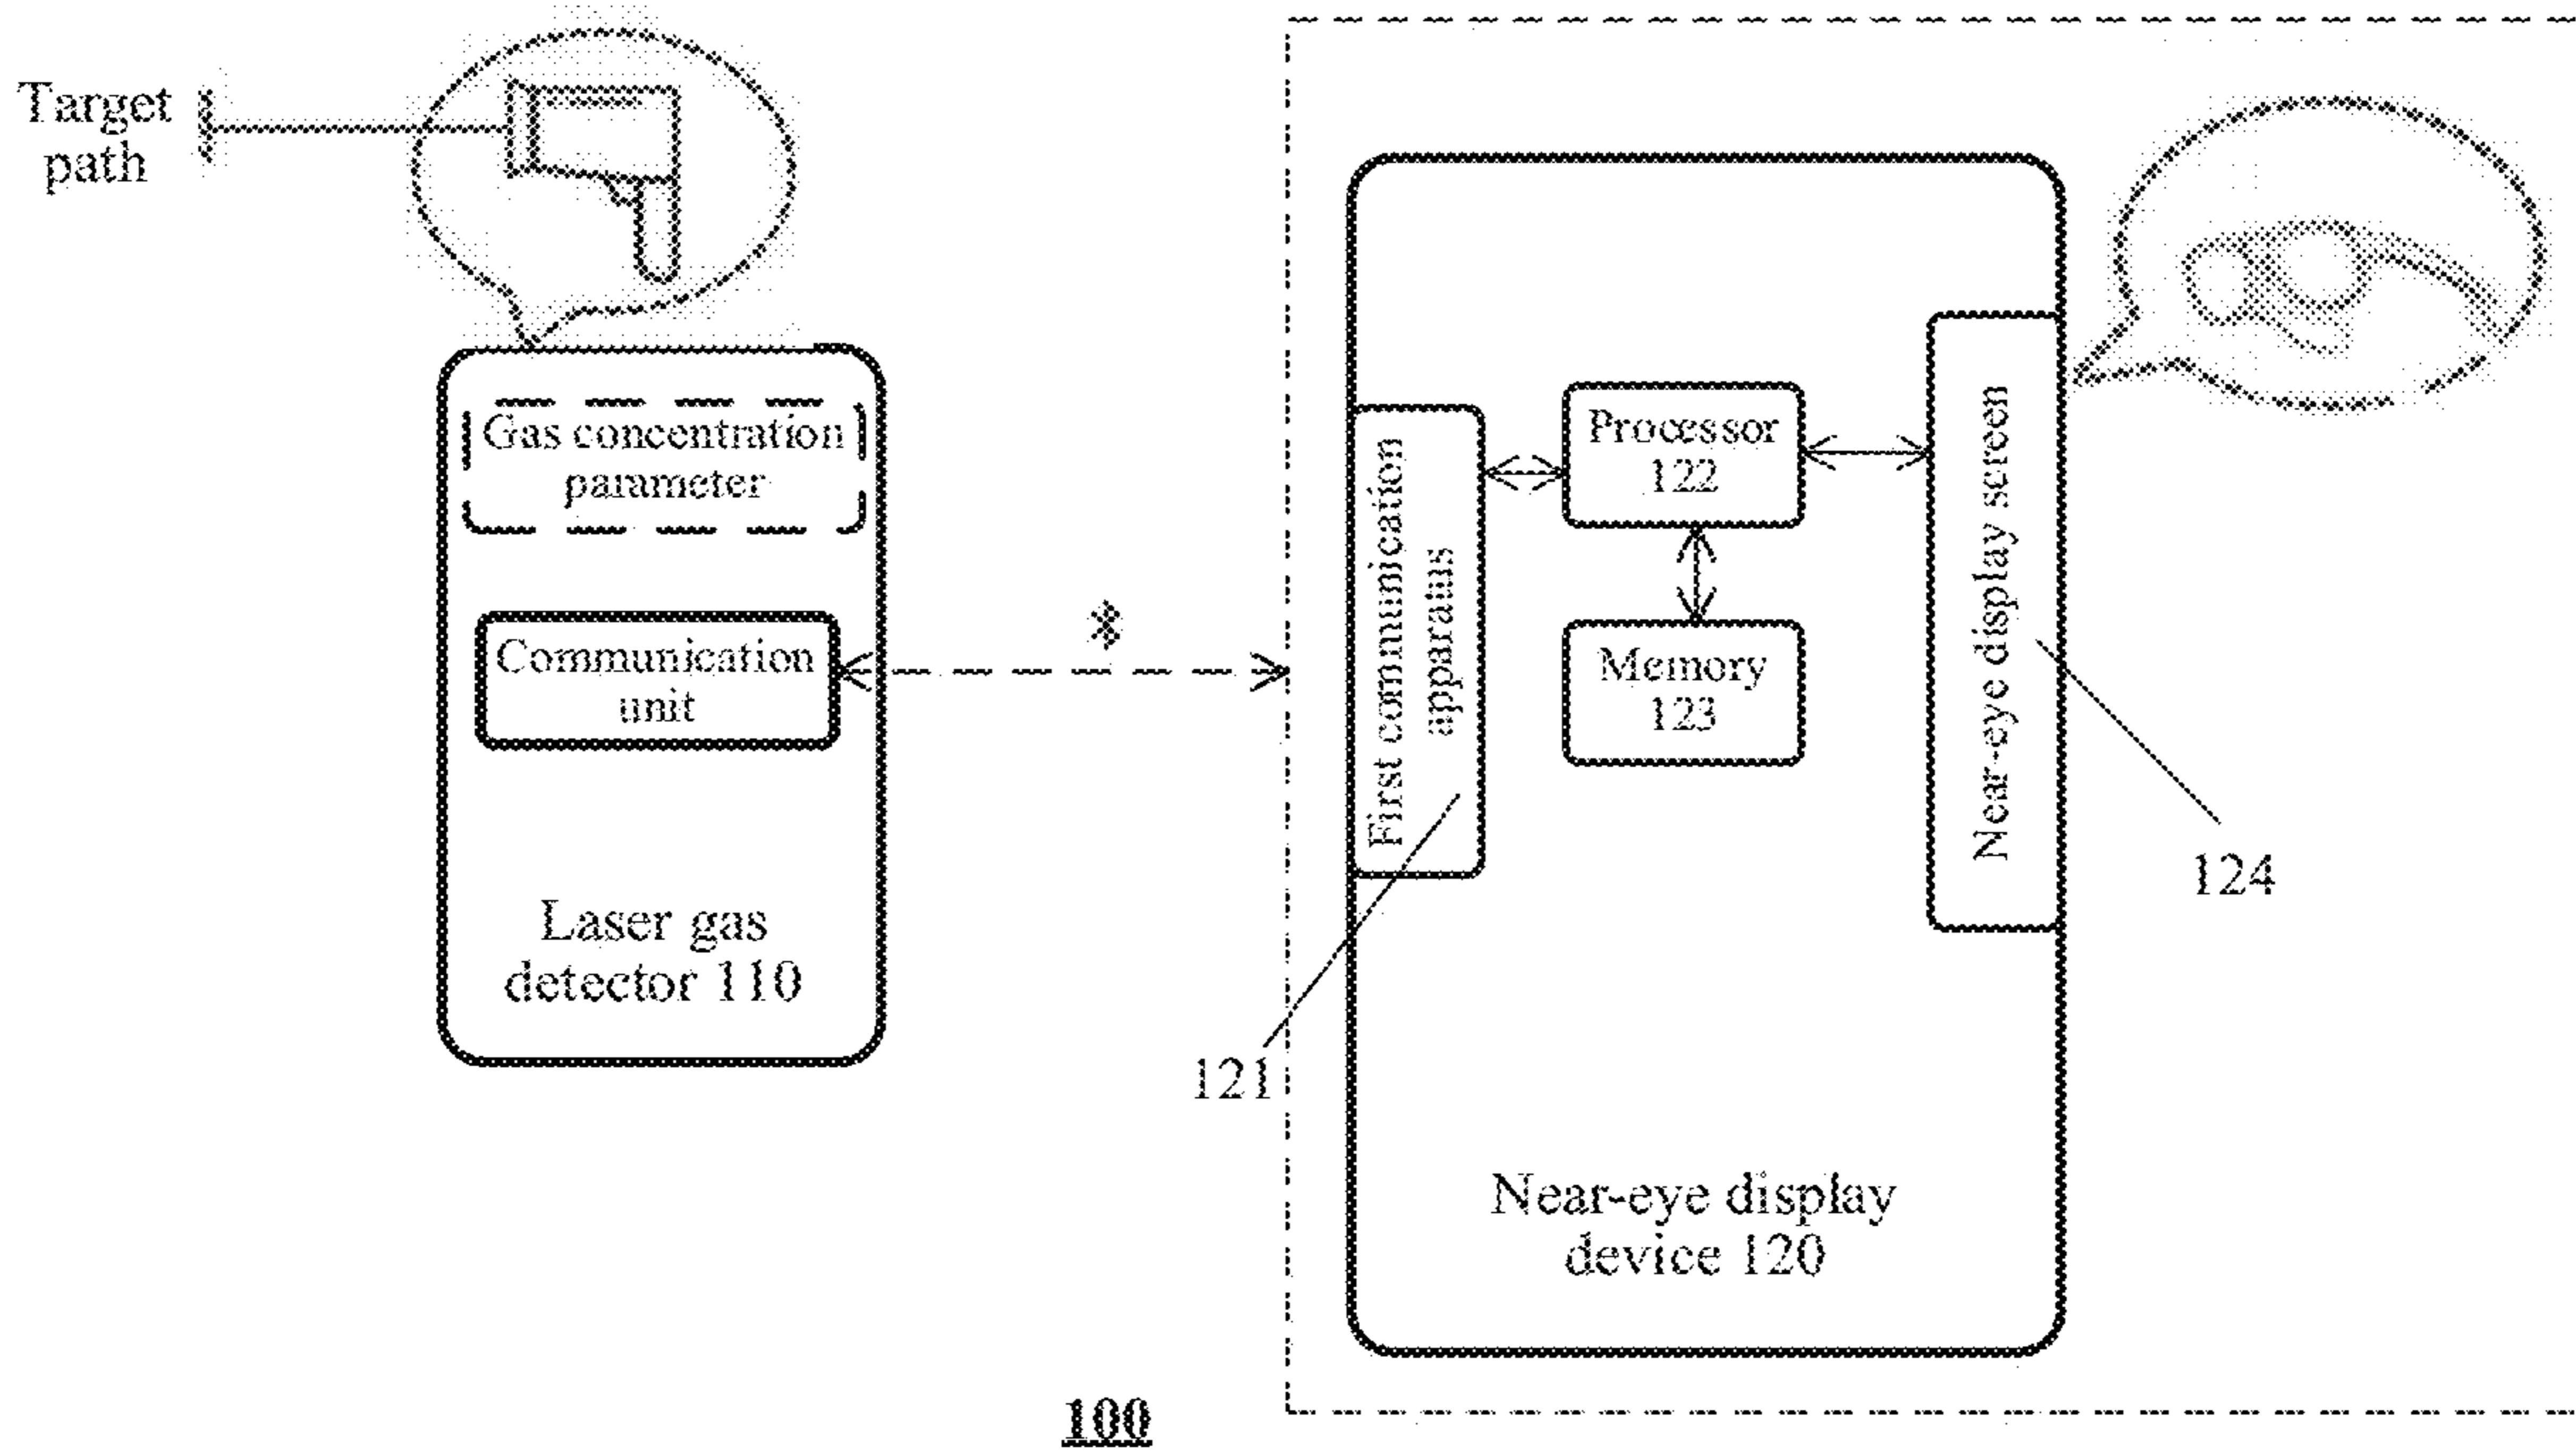 Target
path
Gas concentration
parameter
Communication
unit
Laser gas
detector 110
First communication
apparatus
121
Processor
122
Memory
123
Near-eye display screen
124
Near-eye display
device 120
100